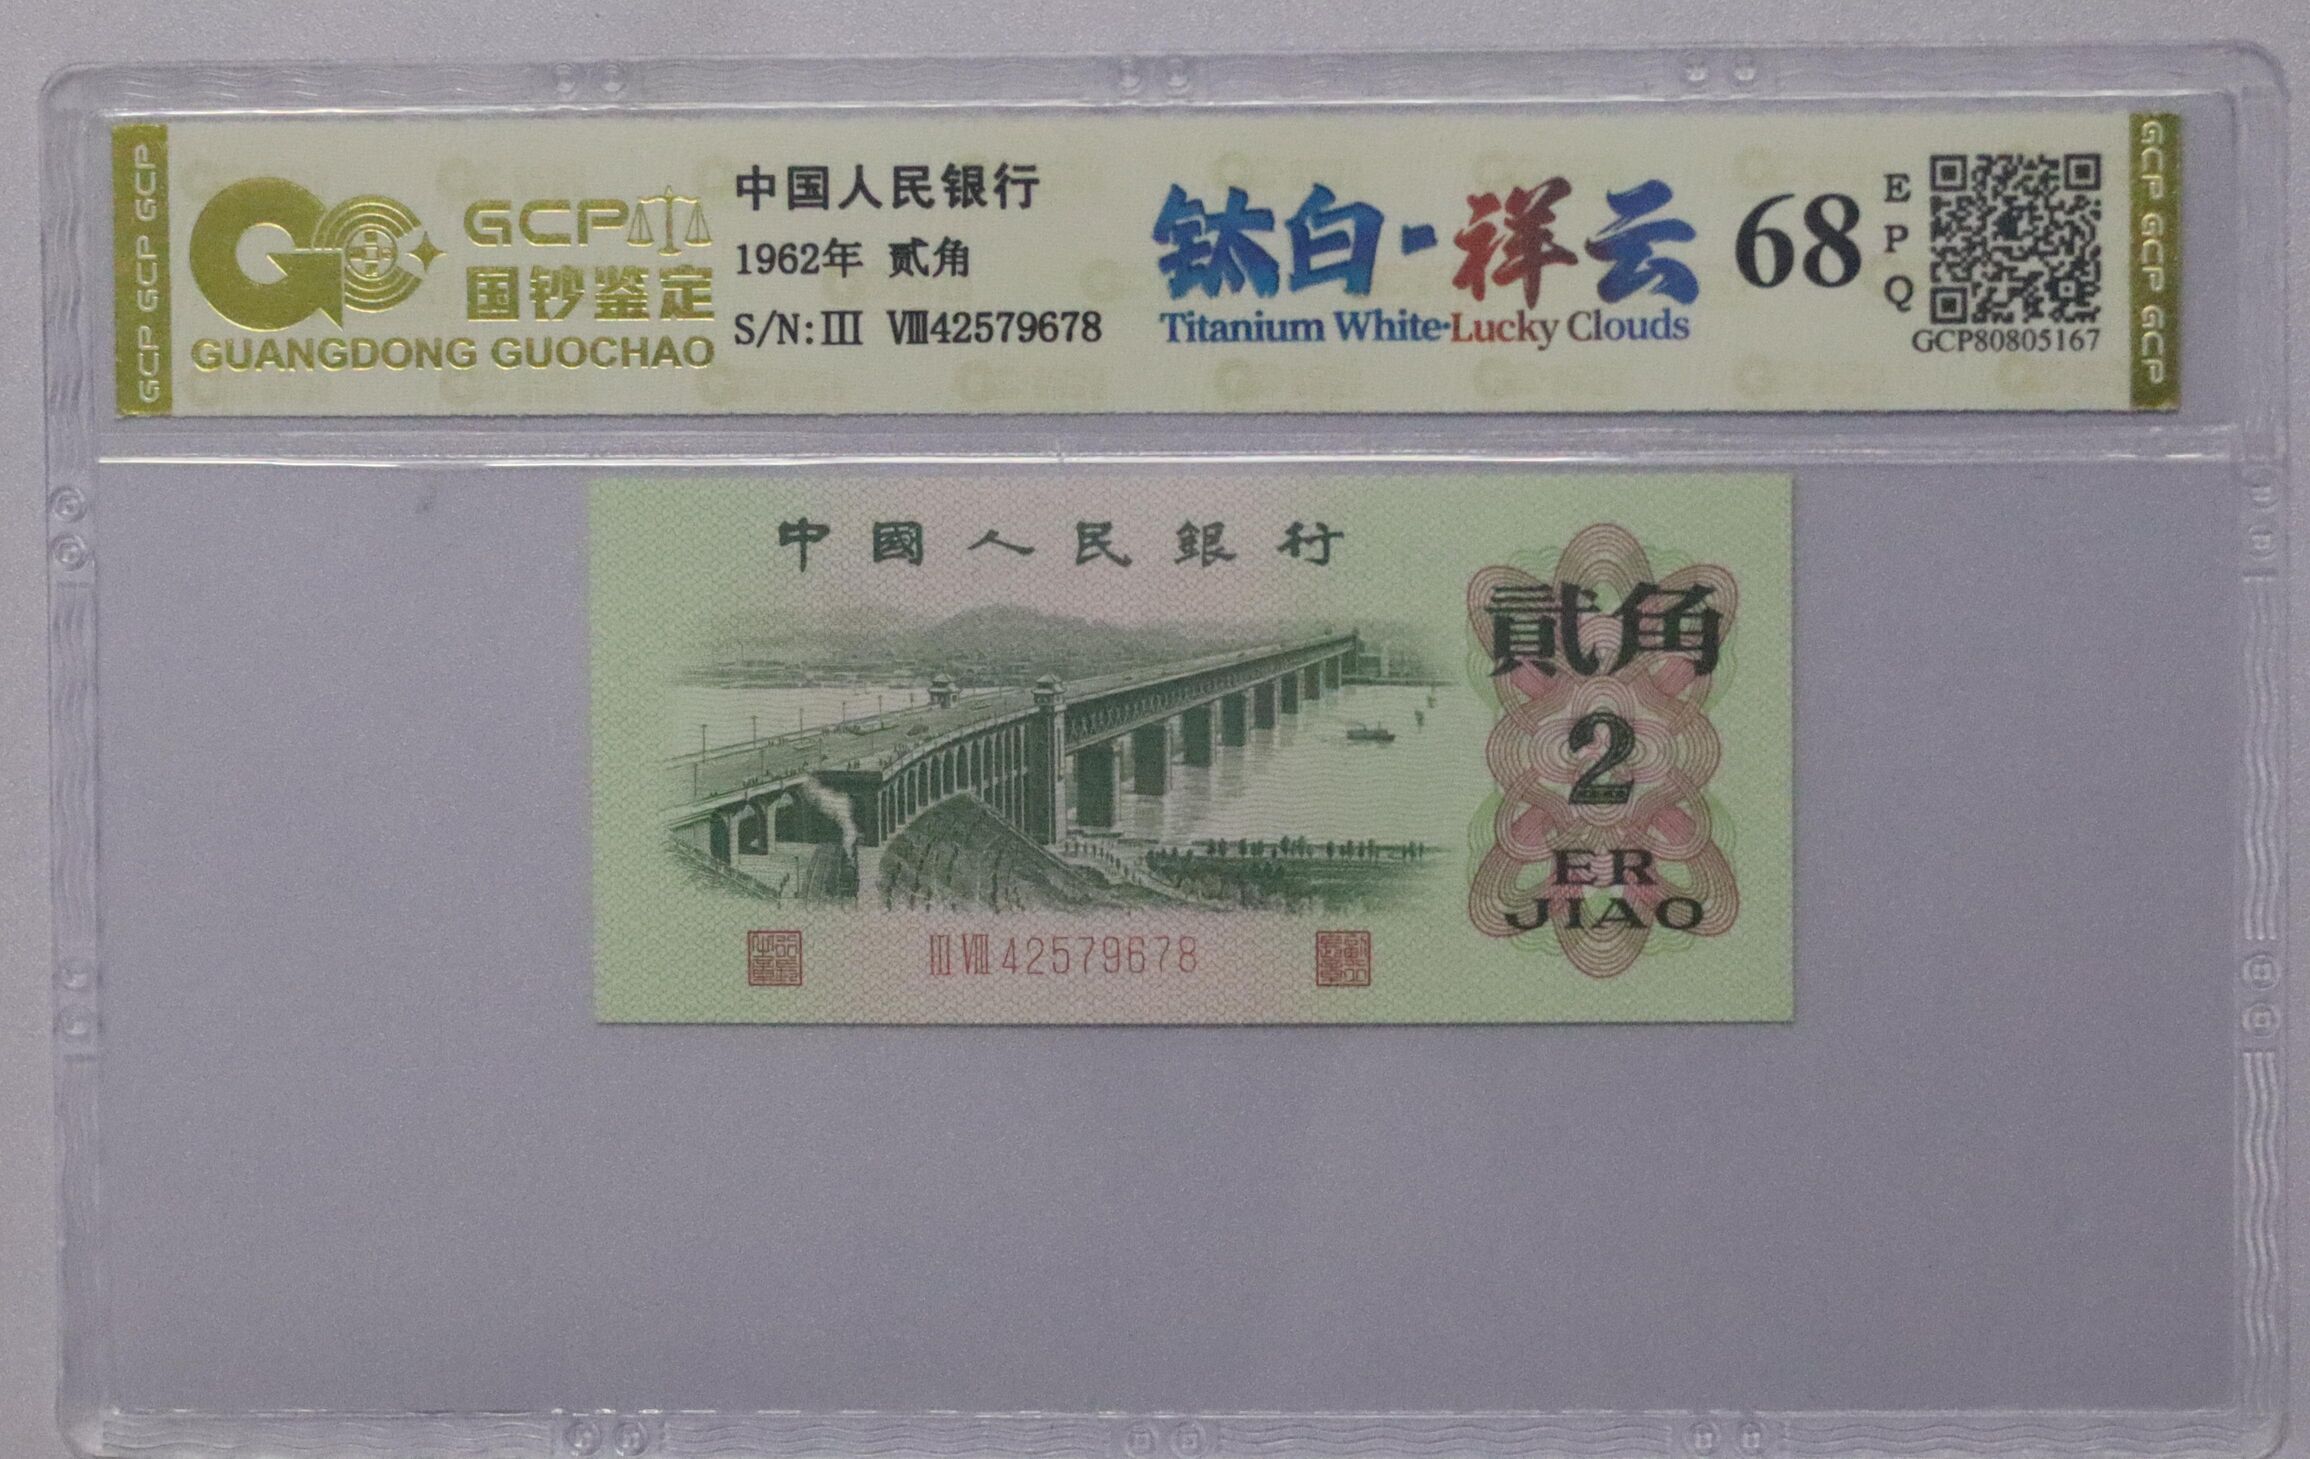 GCP GCP GCP
GCP
国钞鉴定
GUANGDONG GUOCHAO
中国人民银行
1962年 贰角
S/N:III VIII42579678
钛白·祥云
Titanium White·Lucky Clouds
68
EPQ
GCP80805167
GCP GCP GCP GCP
中國人民銀行
貳角
2
ER
JIAO
III VIII 42579678